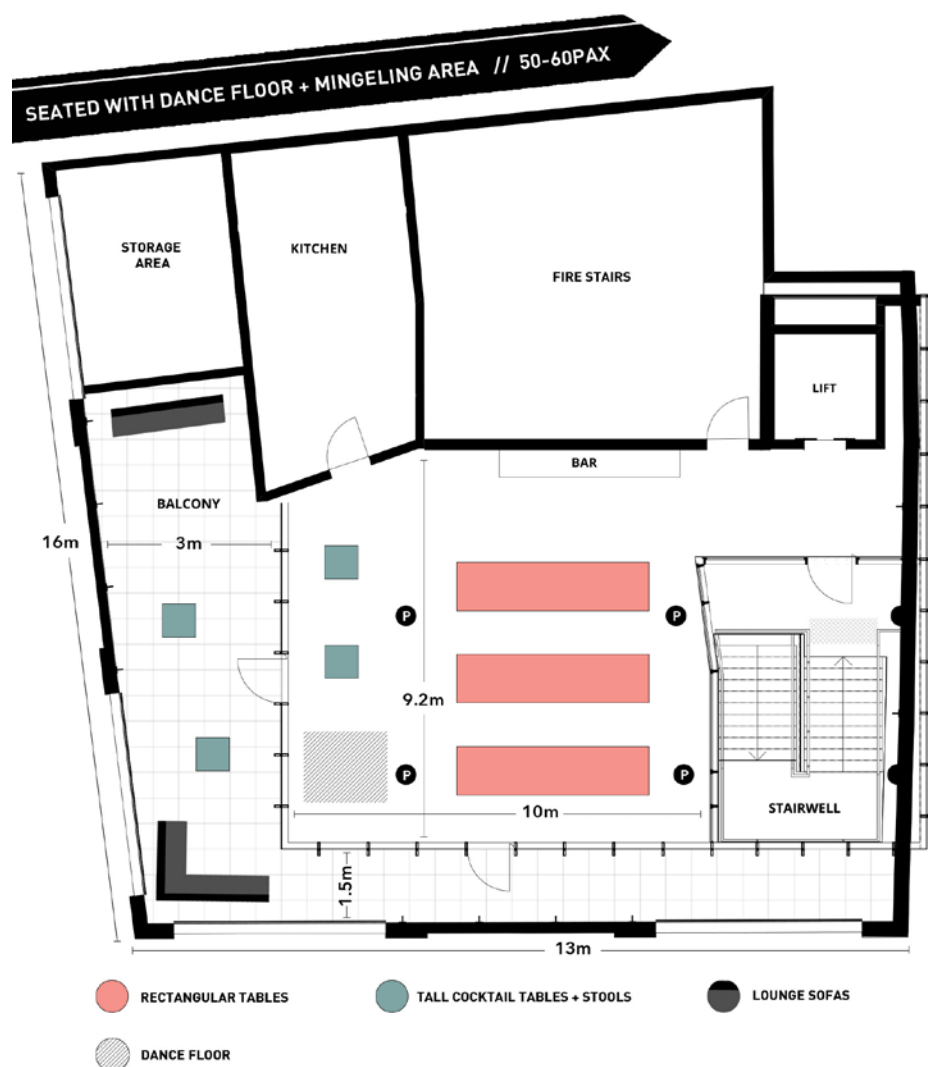 SEATED WITH DANCE FLOOR + MINGELING AREA // 50-60PAX
STORAGE
AREA
KITCHEN
FIRE STAIRS
LIFT
BAR
BALCONY
16m
3m
P
P
P
P
9.2m
10m
STAIRWELL
1.5m
13m
RECTANGULAR TABLES
TALL COCKTAIL TABLES + STOOLS
LOUNGE SOFAS
DANCE FLOOR